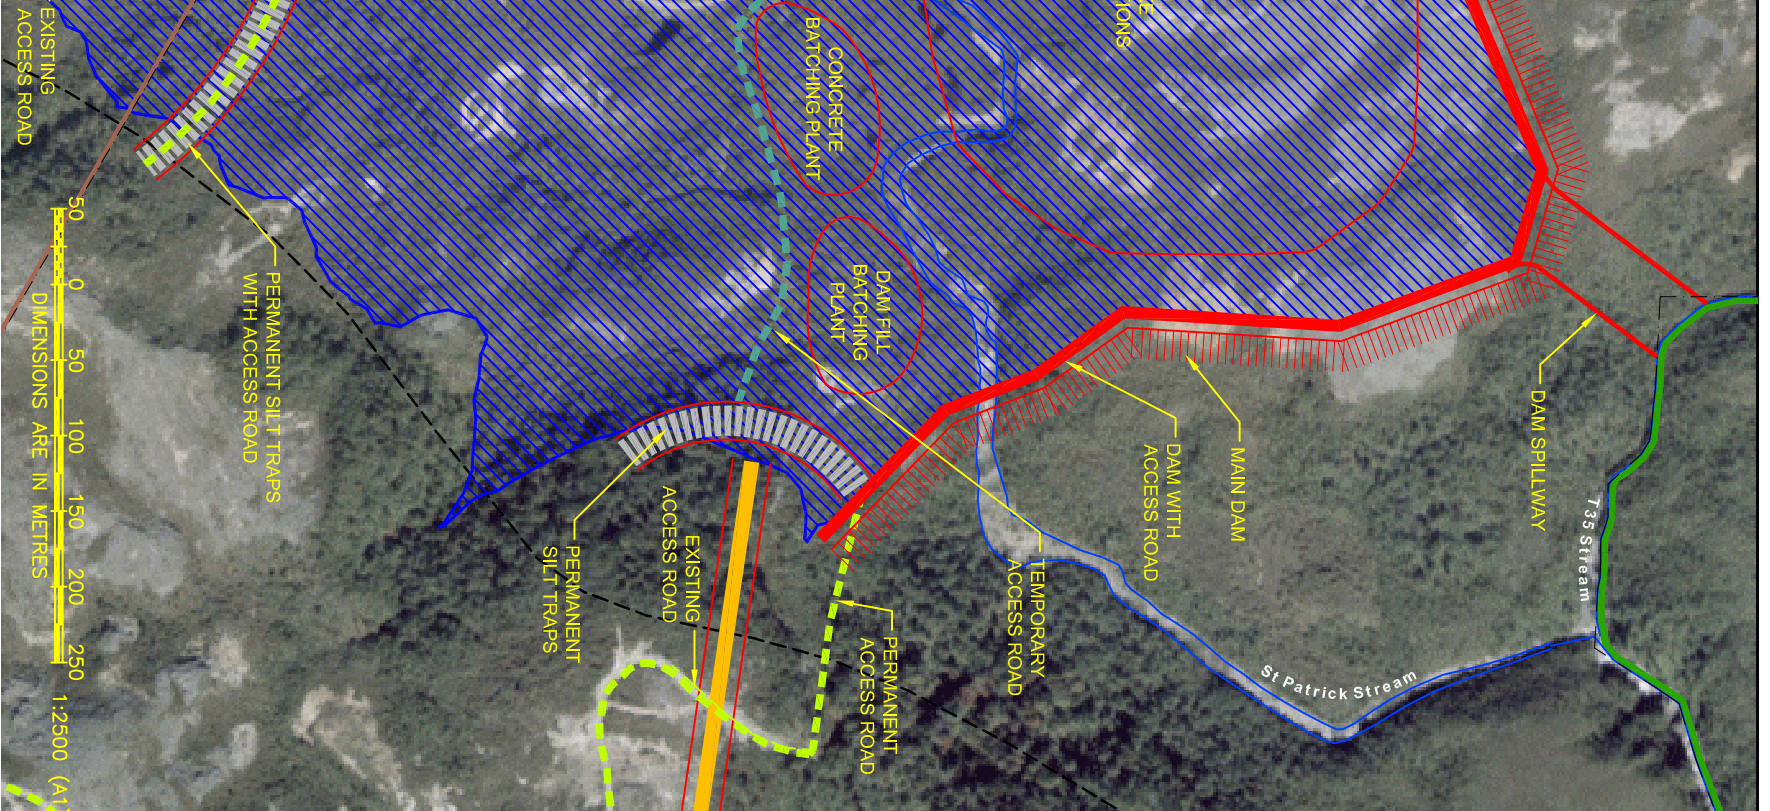 EXISTING
ACCESS ROAD
CONCRETE
BATCHING PLANT
E
IONS
DAM FILL
BATCHING
PLANT
PERMANENT SILT TRAPS
WITH ACCESS ROAD
DAM SPILLWAY
MAIN DAM
DAM WITH
ACCESS ROAD
T35 Stream
St Patrick Stream
TEMPORARY
ACCESS ROAD
PERMANENT
ACCESS ROAD
EXISTING
ACCESS ROAD
PERMANENT
SILT TRAPS
50 0 50 100 150 200 250
DIMENSIONS ARE IN METRES
1:2500 (A1)